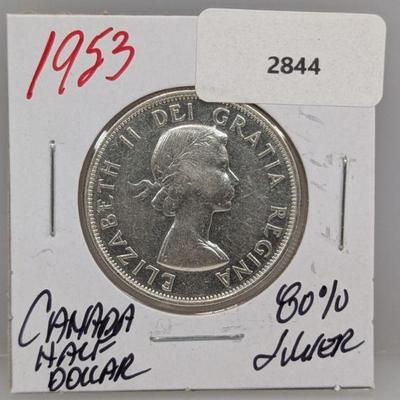 1953
2844
ELIZABETH II DEI GRATIA REGINA
CANADA
HALF
DOLLAR
80%
SILVER